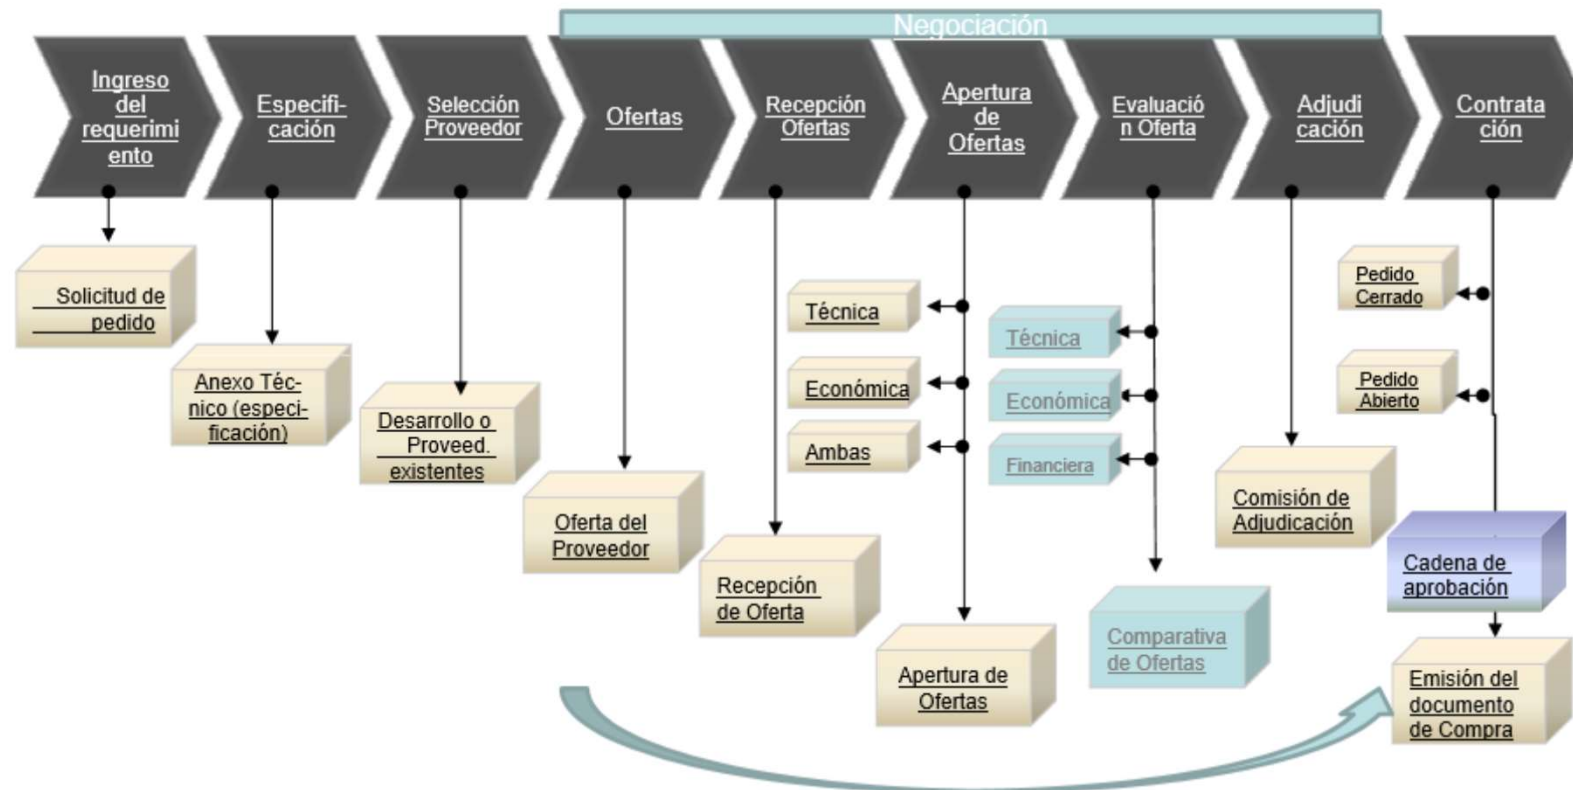 Negociación
Ingreso
del
requerimi
ento
Especifi-
cación
Selección
Proveedor
Ofertas
Recepción
Ofertas
Apertura
de
Ofertas
Evaluació
n Oferta
Adjudi
cación
Contrata
ción
Solicitud de
pedido
Anexo Téc-
nico (especi-
ficación)
Desarrollo o
Proveed.
existentes
Oferta del
Proveedor
Recepción
de Oferta
Técnica
Económica
Ambas
Apertura de
Ofertas
Técnica
Económica
Financiera
Comparativa
de Ofertas
Comisión de
Adjudicación
Pedido
Cerrado
Pedido
Abierto
Cadena de
aprobación
Emisión del
documento
de Compra